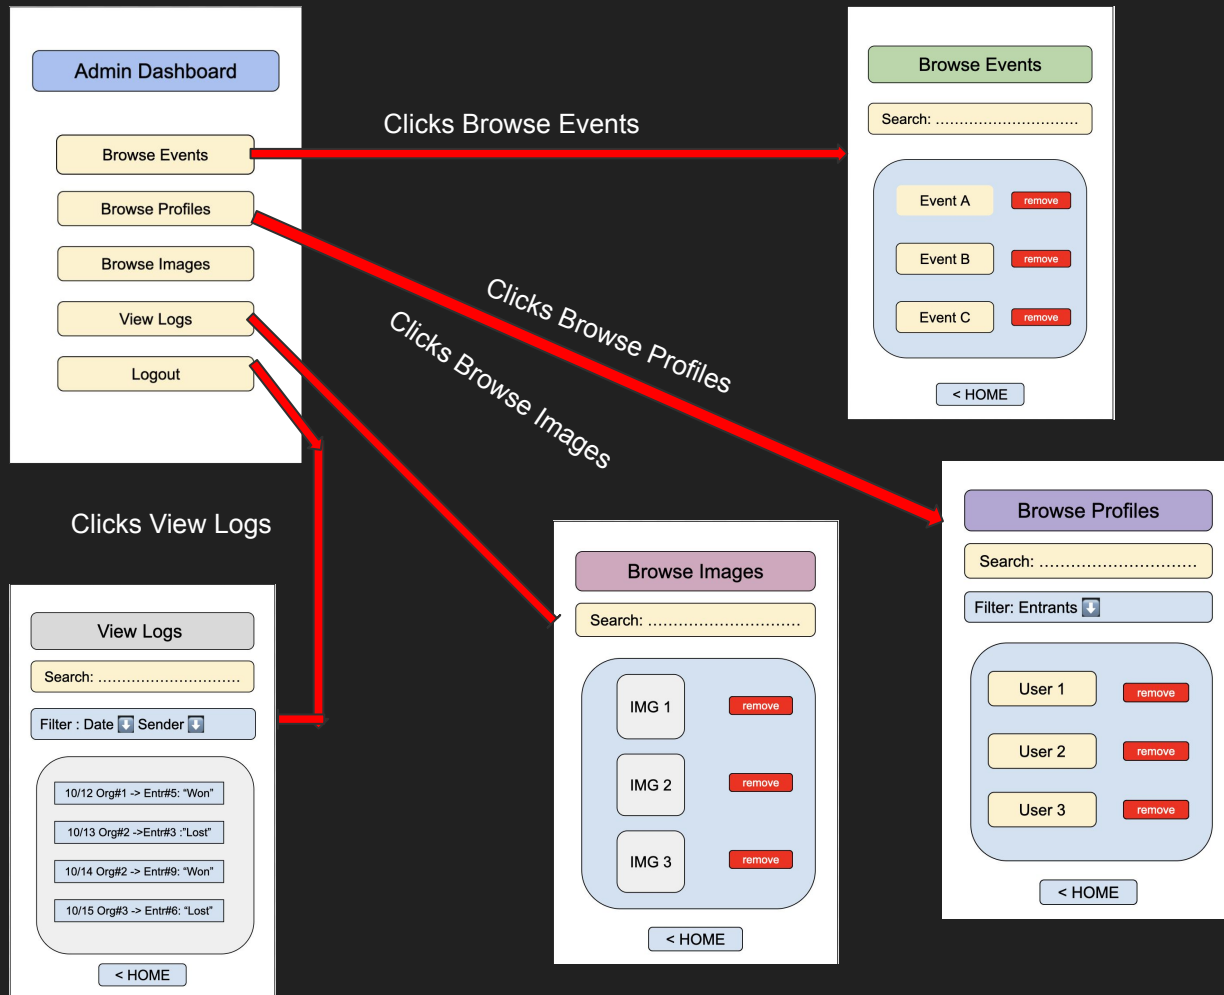 Admin Dashboard
Browse Events
Browse Profiles
Browse Images
View Logs
Logout
Clicks Browse Events
Clicks Browse Profiles
Clicks Browse Images
Clicks View Logs
Browse Events
Search: ………………………….
Event A
remove
Event B
remove
Event C
remove
< HOME
Browse Profiles
Search: ………………………….
Filter: Entrants ⬇️
User 1
remove
User 2
remove
User 3
remove
< HOME
Browse Images
Search: ………………………….
IMG 1
remove
IMG 2
remove
IMG 3
remove
< HOME
View Logs
Search: ………………………….
Filter : Date ⬇️ Sender ⬇️
10/12 Org#1 -> Entr#5: “Won”
10/13 Org#2 ->Entr#3 :”Lost”
10/14 Org#2 -> Entr#9: “Won”
10/15 Org#3 -> Entr#6: “Lost”
< HOME